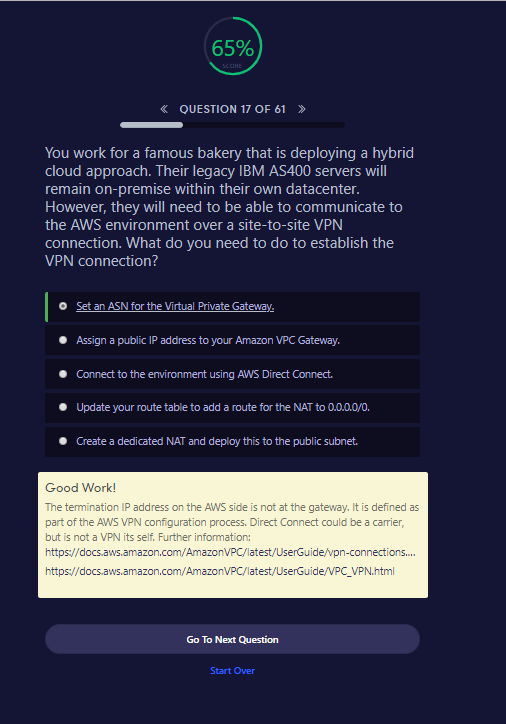 65%
SCORE
« QUESTION 17 OF 61 »
You work for a famous bakery that is deploying a hybrid
cloud approach. Their legacy IBM AS400 servers will
remain on-premise within their own datacenter.
However, they will need to be able to communicate to
the AWS environment over a site-to-site VPN
connection. What do you need to do to establish the
VPN connection?
Set an ASN for the Virtual Private Gateway.
Assign a public IP address to your Amazon VPC Gateway.
Connect to the environment using AWS Direct Connect.
Update your route table to add a route for the NAT to 0.0.0.0/0.
Create a dedicated NAT and deploy this to the public subnet.
Good Work!
The termination IP address on the AWS side is not at the gateway. It is defined as
part of the AWS VPN configuration process. Direct Connect could be a carrier,
but is not a VPN its self. Further information:
https://docs.aws.amazon.com/AmazonVPC/latest/UserGuide/vpn-connections....
https://docs.aws.amazon.com/AmazonVPC/latest/UserGuide/VPC_VPN.html
Go To Next Question
Start Over